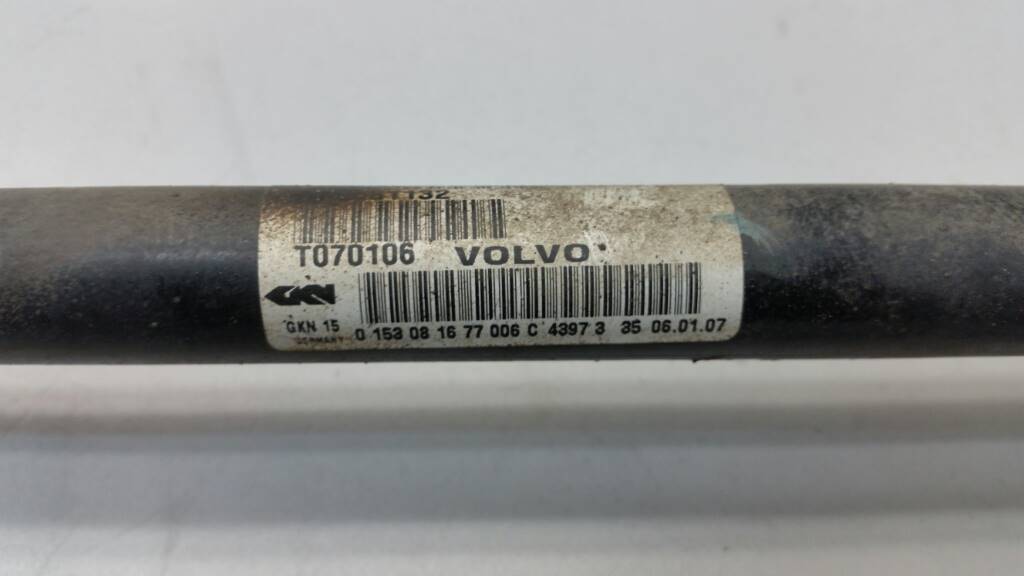 T070106 VOLVO
GKN
GKN 15
GERMANY
0 153 08 16 77 006 C 4397 3 35 06.01.07